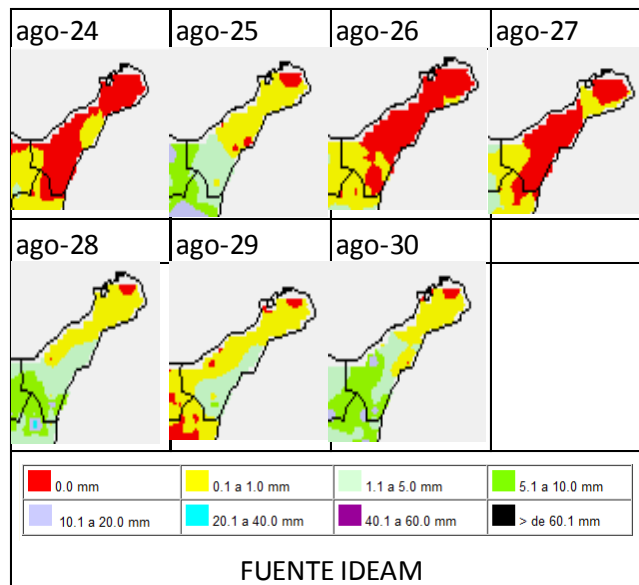 ago-24 ago-25 ago-26 ago-27
ago-28 ago-29 ago-30
0.0 mm 0.1 a 1.0 mm 1.1 a 5.0 mm 5.1 a 10.0 mm
10.1 a 20.0 mm 20.1 a 40.0 mm 40.1 a 60.0 mm > de 60.1 mm
FUENTE IDEAM